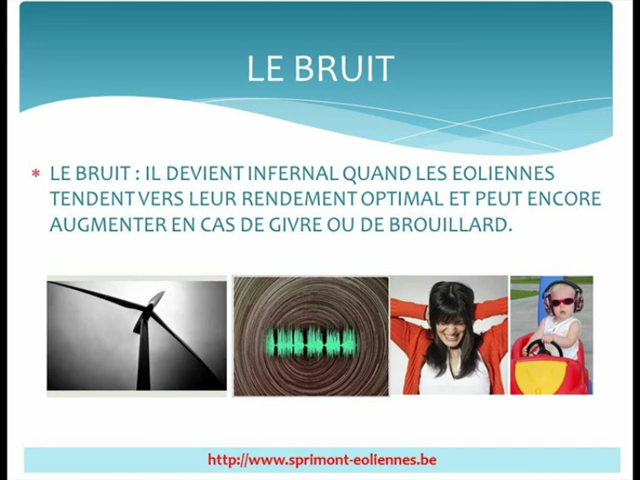 LE BRUIT
* LE BRUIT : IL DEVIENT INFERNAL QUAND LES EOLIENNES
TENDENT VERS LEUR RENDEMENT OPTIMAL ET PEUT ENCORE
AUGMENTER EN CAS DE GIVRE OU DE BROUILLARD.
http://www.sprimont-eoliennes.be